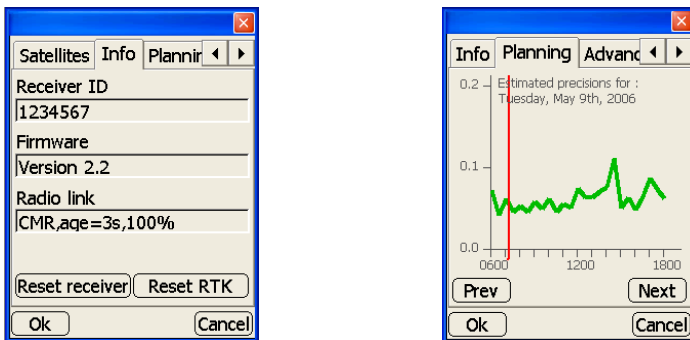 Satellites Info Plannin
Receiver ID
1234567
Firmware
Version 2.2
Radio link
CMR,age=3s,100%
Reset receiver Reset RTK
Ok Cancel
Info Planning Advanc
0.2 Estimated precisions for :
Tuesday, May 9th, 2006
0.1
0.0
0600 1200 1800
Prev Next
Ok Cancel